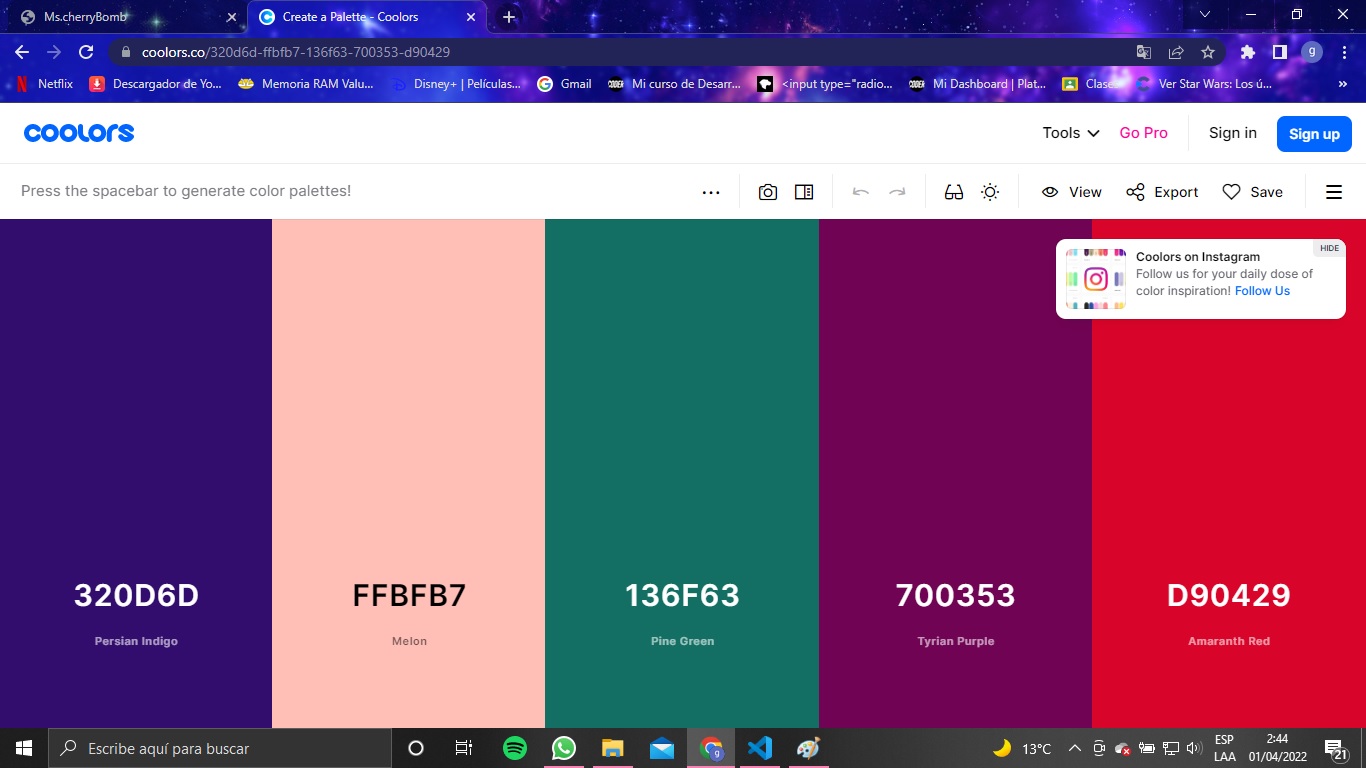 Ms.cherryBomb
Create a Palette - Coolors
coolors.co/320d6d-ffbfb7-136f63-700353-d90429
g
Netflix
Descargador de Yo...
Memoria RAM Valu...
Disney+ | Películas...
Gmail
Mi curso de Desarr...
<input type="radio...
Mi Dashboard | Plat...
Clase
Ver Star Wars: Los ú...
»
coolors
Tools
Go Pro
Sign in
Sign up
Press the spacebar to generate color palettes!
View
Export
Save
HIDE
Coolors on Instagram
Follow us for your daily dose of
color inspiration! Follow Us
320D6D
Persian Indigo
FFBFB7
Melon
136F63
Pine Green
700353
Tyrian Purple
D90429
Amaranth Red
Escribe aquí para buscar
13°C
ESP
LAA
2:44
01/04/2022
21